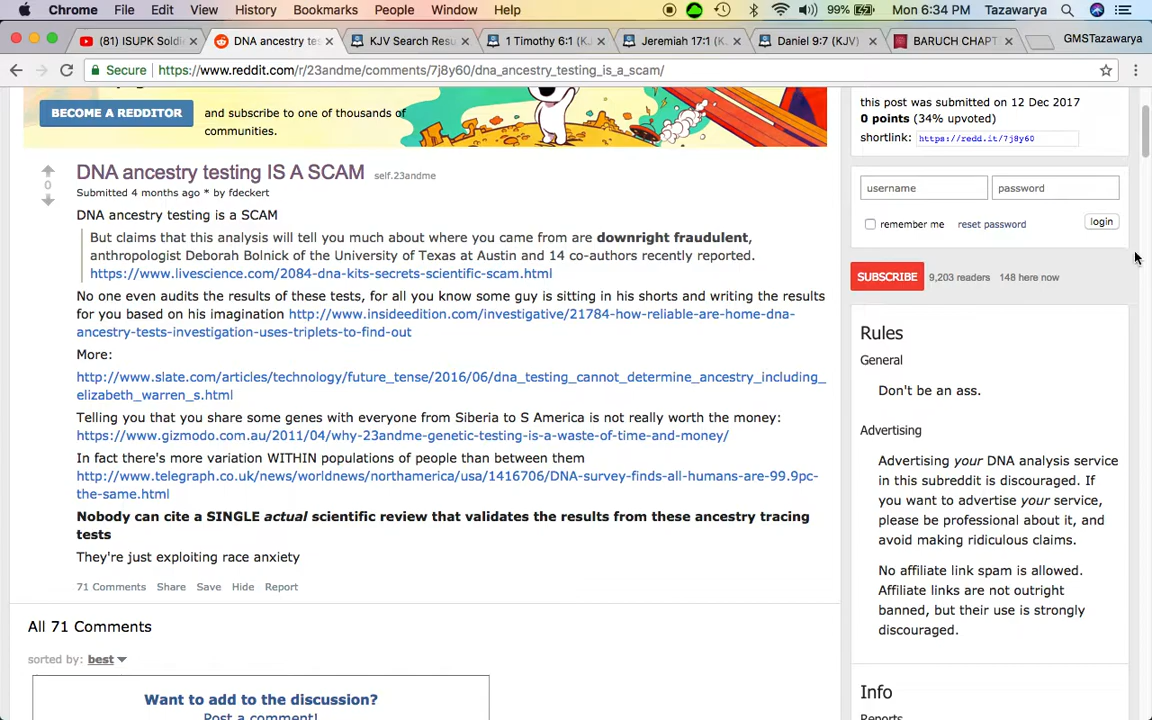 Chrome File Edit View History Bookmarks People Window Help 99% Mon 6:34 PM Tazawarya
(81) ISUPK Soldi × DNA ancestry tes × KJV Search Resu × 1 Timothy 6:1 (KJV) × Jeremiah 17:1 (KJV) × Daniel 9:7 (KJV) × BARUCH CHAPT × GMSTazawarya
Secure https://www.reddit.com/r/23andme/comments/7j8y60/dna_ancestry_testing_is_a_scam/
BECOME A REDDITOR
and subscribe to one of thousands of
communities.
DNA ancestry testing IS A SCAM self.23andme
0
Submitted 4 months ago * by fdeckert
DNA ancestry testing is a SCAM
But claims that this analysis will tell you much about where you came from are downright fraudulent,
anthropologist Deborah Bolnick of the University of Texas at Austin and 14 co-authors recently reported.
https://www.livescience.com/2084-dna-kits-secrets-scientific-scam.html
No one even audits the results of these tests, for all you know some guy is sitting in his shorts and writing the results
for you based on his imagination http://www.insideedition.com/investigative/21784-how-reliable-are-home-dna-
ancestry-tests-investigation-uses-triplets-to-find-out
More:
http://www.slate.com/articles/technology/future_tense/2016/06/dna_testing_cannot_determine_ancestry_including_
elizabeth_warren_s.html
Telling you that you share some genes with everyone from Siberia to S America is not really worth the money:
https://www.gizmodo.com.au/2011/04/why-23andme-genetic-testing-is-a-waste-of-time-and-money/
In fact there's more variation WITHIN populations of people than between them
http://www.telegraph.co.uk/news/worldnews/northamerica/usa/1416706/DNA-survey-finds-all-humans-are-99.9pc-
the-same.html
Nobody can cite a SINGLE actual scientific review that validates the results from these ancestry tracing
tests
They're just exploiting race anxiety
71 Comments Share Save Hide Report
All 71 Comments
sorted by: best
Want to add to the discussion?
Post a comment!
this post was submitted on 12 Dec 2017
0 points (34% upvoted)
shortlink: https://redd.it/7j8y60
username password
remember me reset password login
SUBSCRIBE 9,203 readers 148 here now
Rules
General
Don't be an ass.
Advertising
Advertising your DNA analysis service
in this subreddit is discouraged. If
you want to advertise your service,
please be professional about it, and
avoid making ridiculous claims.
No affiliate link spam is allowed.
Affiliate links are not outright
banned, but their use is strongly
discouraged.
Info